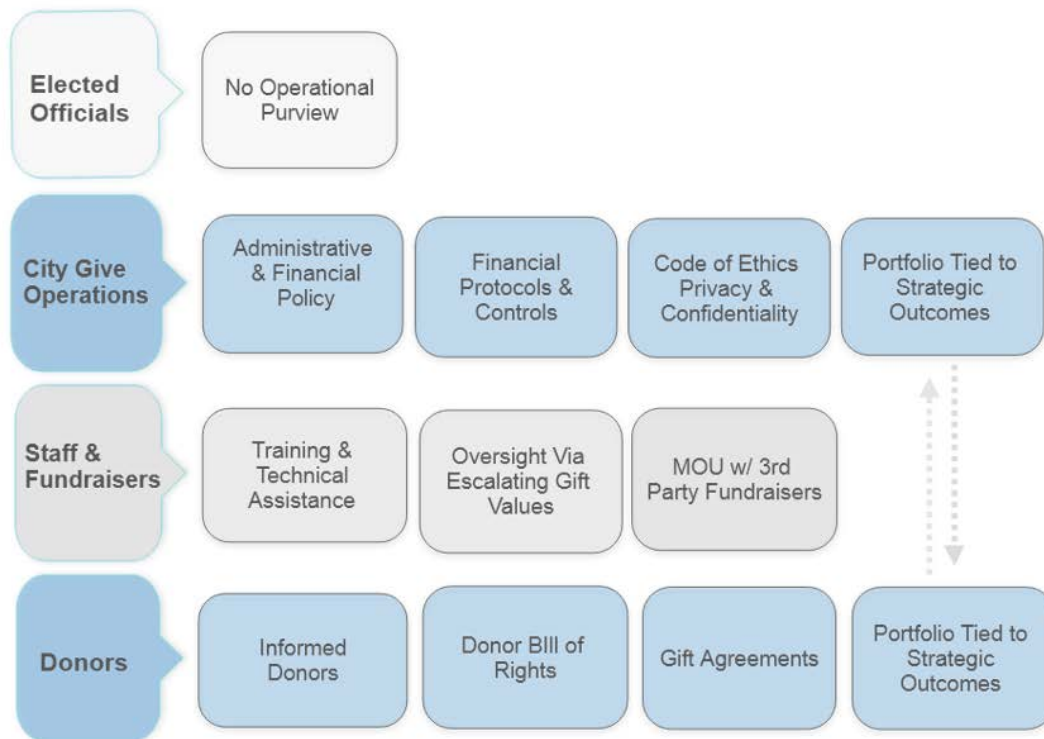 Elected
Officials
No Operational
Purview
City Give
Operations
Administrative
& Financial
Policy
Financial
Protocols &
Controls
Code of Ethics
Privacy &
Confidentiality
Portfolio Tied to
Strategic
Outcomes
Staff &
Fundraisers
Training &
Technical
Assistance
Oversight Via
Escalating Gift
Values
MOU w/ 3rd
Party Fundraisers
Donors
Informed
Donors
Donor BIll of
Rights
Gift Agreements
Portfolio Tied to
Strategic
Outcomes